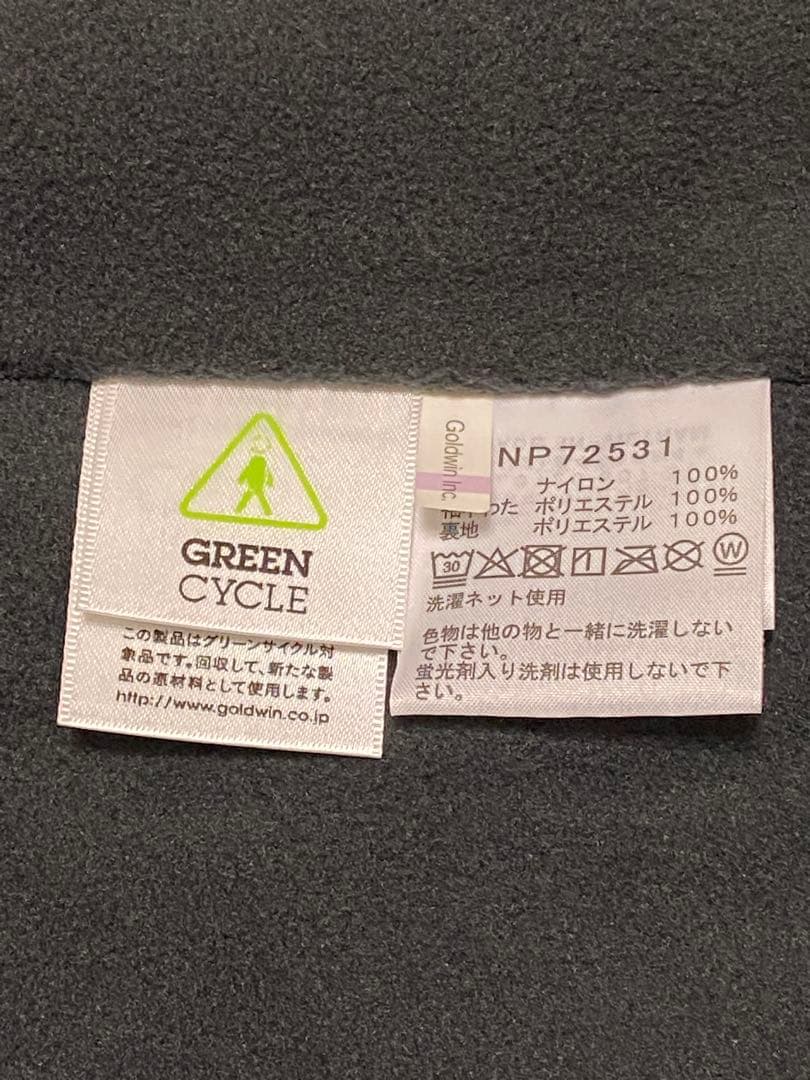 GREEN
CYCLE
この製品はグリーンサイクル対
象品です。回収して、新たな製
品の原材料として使用します。
http://www.goldwin.co.jp
Goldwin Inc.
NP72531
ナイロン 100%
った ポリエステル 100%
裏地 ポリエステル 100%
30
1
W
洗濯ネット使用
色物は他の物と一緒に洗濯しない
で下さい。
蛍光剤入り洗剤は使用しないで下
さい。